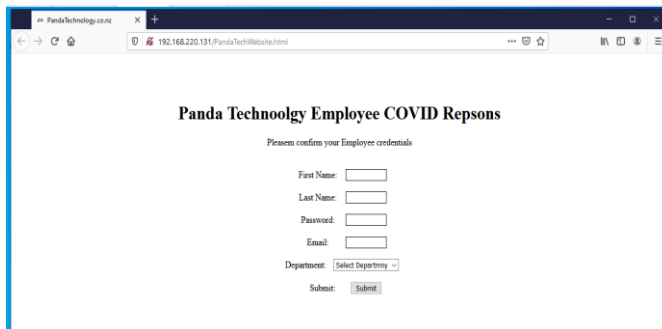 PandaTechnology.co.nz
192.168.220.131/PandaTechWebsite.html
Panda Technoolgy Employee COVID Repsons
Pleasem confirm your Employee credentials
First Name:
Last Name:
Password:
Email:
Department: Select Departmny
Submit: Submit